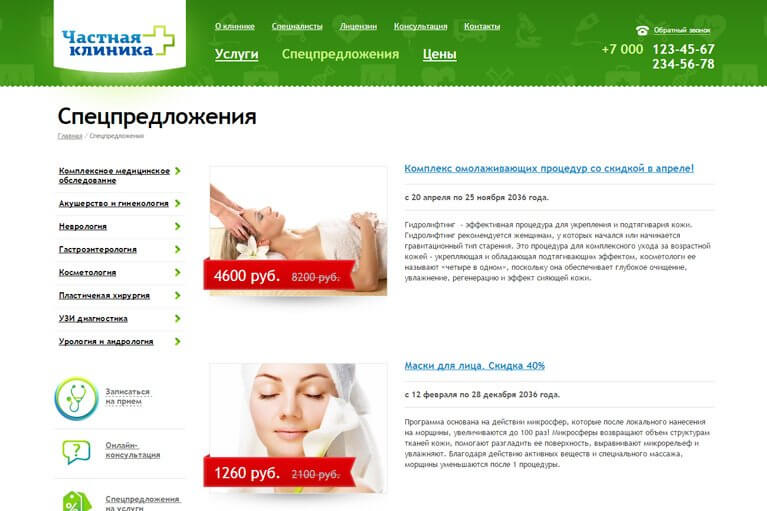 Частная
клиника
О клинике Специалисты Лицензии Консультация Контакты
Услуги Спецпредложения Цены
Обратный звонок
+7 000 123-45-67
234-56-78
Спецпредложения
Главная / Спецпредложения
Комплексное медицинское
обследование
Акушерство и гинекология
Неврология
Гастроэнтерология
Косметология
Пластичекая хирургия
УЗИ диагностика
Урология и андрология
Записаться
на прием
Онлайн-
консультация
Спецпредложения
на услуги
4600 руб. 8200 руб.
Комплекс омолаживающих процедур со скидкой в апреле!
с 20 апреля по 25 ноября 2036 года.
Гидролифтинг - эффективная процедура для укрепления и подтягивария кожи.
Гидролифтинг рекомендуется женщинам, у которых начался или начинается
гравитационный тип старения. Это процедура для комплексного ухода за возрастной
кожей - укрепляющая и обладающая подтягивающим эффектом, косметологи ее
называют «четыре в одном», поскольку она обеспечивает глубокое очищение,
увлажнение, регенерацию и эффект сияющей кожи.
1260 руб. 2100 руб.
Маски для лица. Скидка 40%
с 12 февраля по 28 декабря 2036 года.
Программа основана на действии микросфер, которые после локального нанесения
на морщины, увеличиваются до 100 раз! Микросферы возвращают объем структурам
тканей кожи, помогают разгладить ее поверхность, выравнивают микрорельеф и
увлажняют. Благодаря действию активных веществ и специального массажа,
морщины уменьшаются после 1 процедуры.